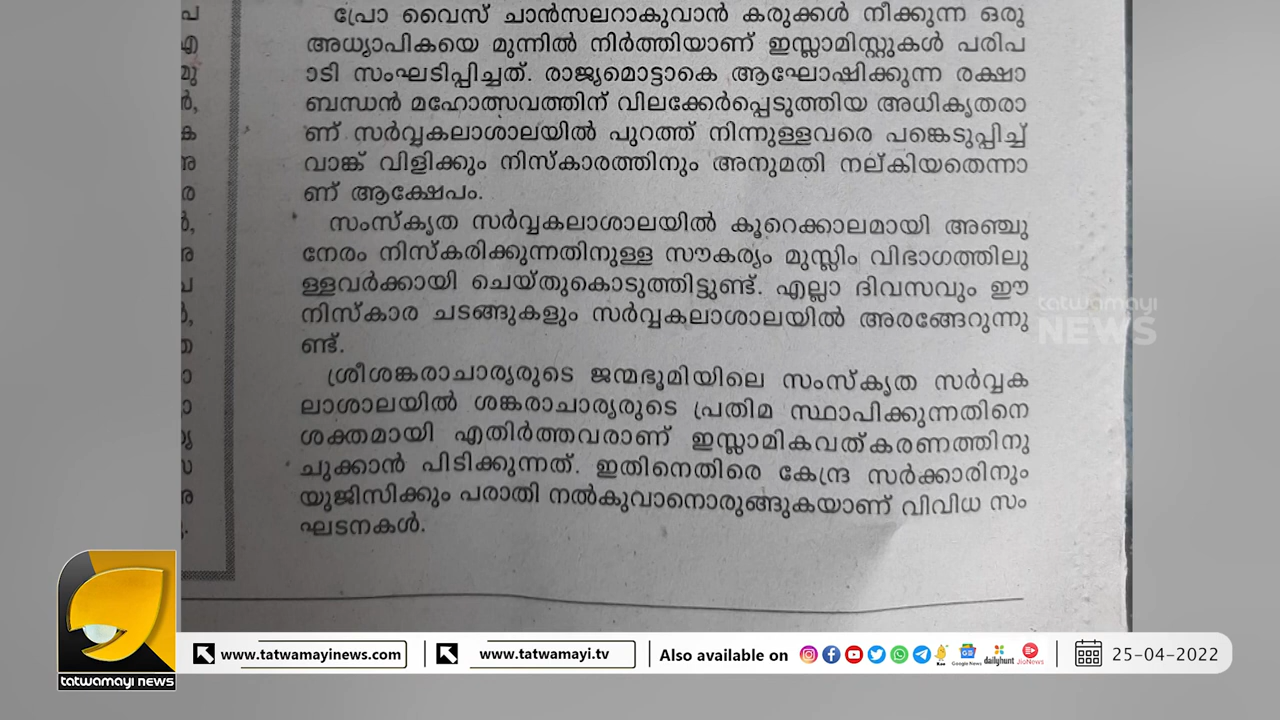 പ്രോ വൈസ് ചാൻസലറാകുവാൻ കരുക്കൾ നീക്കുന്ന ഒരു
അധ്യാപികയെ മുന്നിൽ നിർത്തിയാണ് ഇസ്ലാമിസ്റ്റുകൾ പരിപ
ാടി സംഘടിപ്പിച്ചത്. രാജ്യമൊട്ടാകെ ആഘോഷിക്കുന്ന രക്ഷാ
ബന്ധൻ മഹോത്സവത്തിന് വിലക്കേർപ്പെടുത്തിയ അധികൃതരാ
ണ് സർവ്വകലാശാലയിൽ പുറത്ത് നിന്നുള്ളവരെ പങ്കെടുപ്പിച്ച്
വാങ്ക് വിളിക്കും നിസ്കാരത്തിനും അനുമതി നല്കിയതെന്നാ
ണ് ആക്ഷേപം.
സംസ്കൃത സർവ്വകലാശാലയിൽ കൂറെക്കാലമായി അഞ്ചു
നേരം നിസ്കരിക്കുന്നതിനുള്ള സൗകര്യം മുസ്ലിം വിഭാഗത്തിലു
ള്ളവർക്കായി ചെയ്തുകൊടുത്തിട്ടുണ്ട്. എല്ലാ ദിവസവും ഈ
നിസ്കാര ചടങ്ങുകളും സർവ്വകലാശാലയിൽ അരങ്ങേറുന്നു
ണ്ട്.
ശ്രീശങ്കരാചാര്യരുടെ ജന്മഭൂമിയിലെ സംസ്കൃത സർവ്വക
ലാശാലയിൽ ശങ്കരാചാര്യരുടെ പ്രതിമ സ്ഥാപിക്കുന്നതിനെ
ശക്തമായി എതിർത്തവരാണ് ഇസ്ലാമികവത്കരണത്തിനു
ചുക്കാൻ പിടിക്കുന്നത്. ഇതിനെതിരെ കേന്ദ്ര സർക്കാരിനും
യുജിസിക്കും പരാതി നൽകുവാനൊരുങ്ങുകയാണ് വിവിധ സം
ഘടനകൾ.
tatwamayi
NEWS
tatwamayi news
www.tatwamayinews.com
www.tatwamayi.tv
Also available on
Koo
Google News
dailyhunt
JioNews
25-04-2022